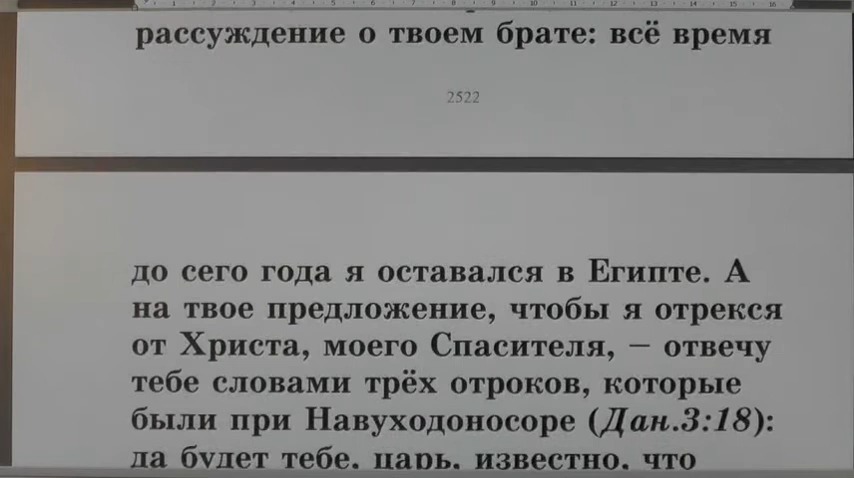 рассуждение о твоем брате: всё время
2522
до сего года я оставался в Египте. А
на твое предложение, чтобы я отрекся
от Христа, моего Спасителя, – отвечу
тебе словами трёх отроков, которые
были при Навуходоносоре (Дан.3:18):
да будет тебе, царь, известно, что